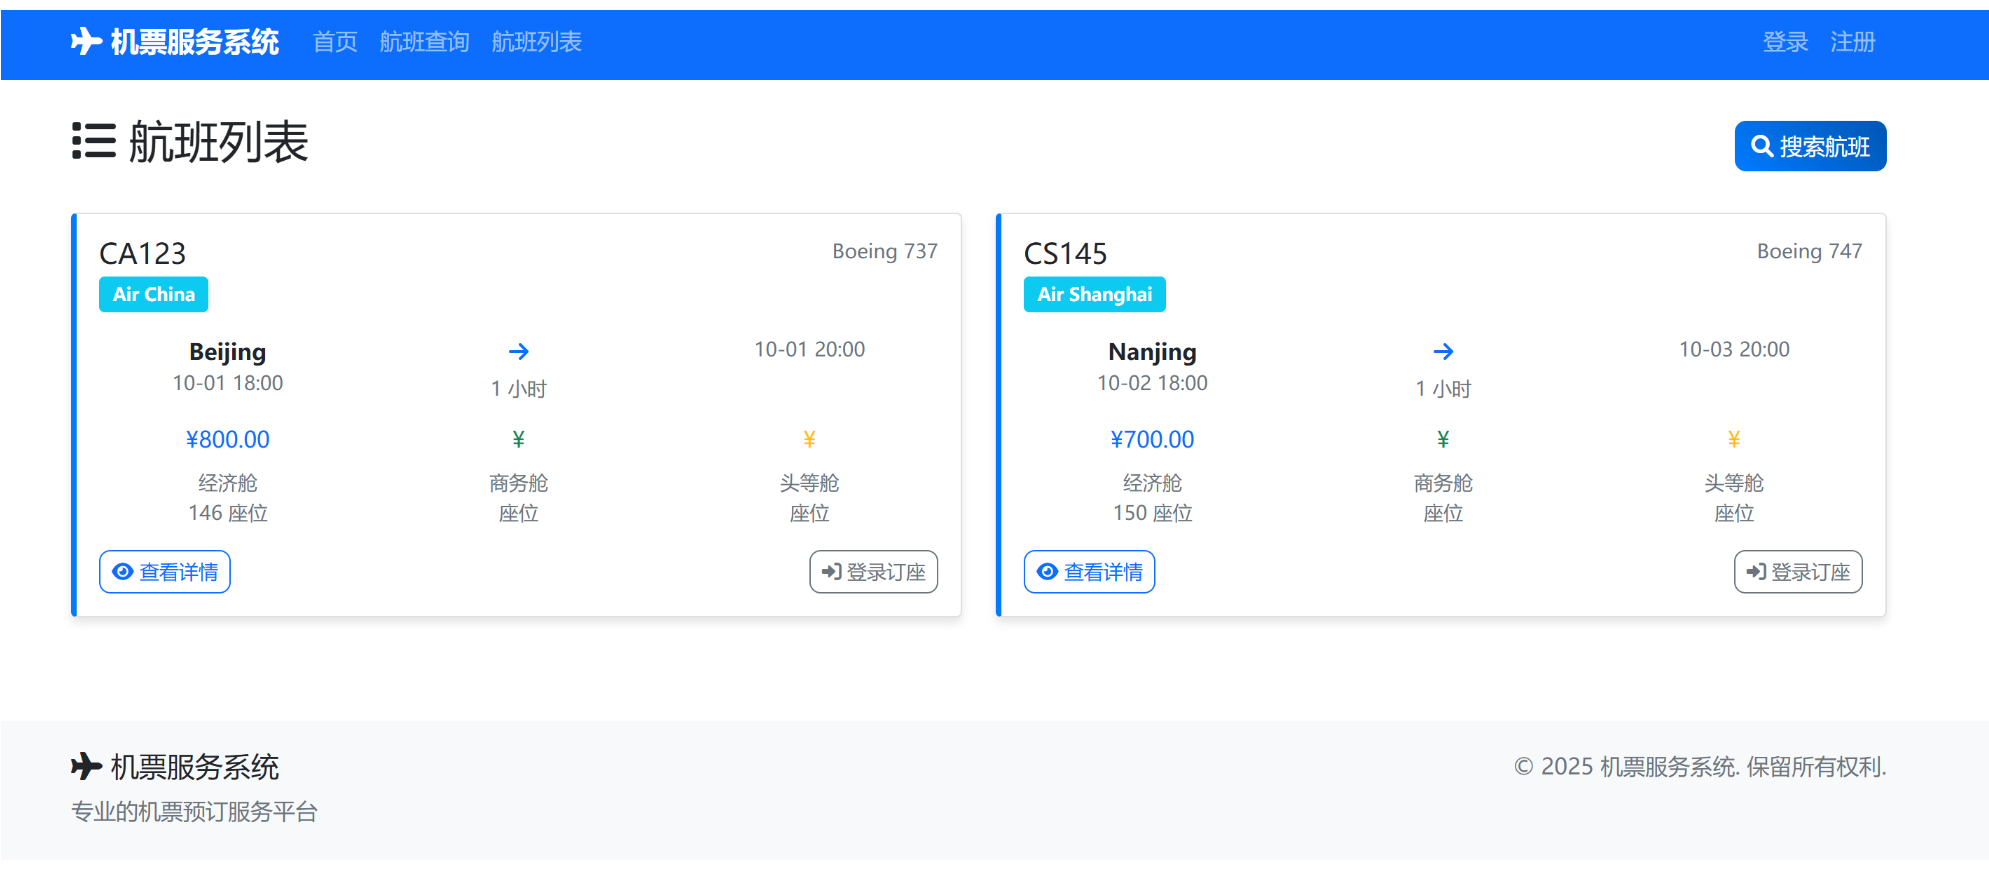 机票服务系统 首页 航班查询 航班列表 登录 注册
航班列表 搜索航班
CA123 Boeing 737
Air China
Beijing → 10-01 20:00
10-01 18:00 1 小时
¥800.00 ¥ ¥
经济舱 商务舱 头等舱
146 座位 座位 座位
查看详情 登录订座
CS145 Boeing 747
Air Shanghai
Nanjing → 10-03 20:00
10-02 18:00 1 小时
¥700.00 ¥ ¥
经济舱 商务舱 头等舱
150 座位 座位 座位
查看详情 登录订座
机票服务系统 © 2025 机票服务系统. 保留所有权利.
专业的机票预订服务平台